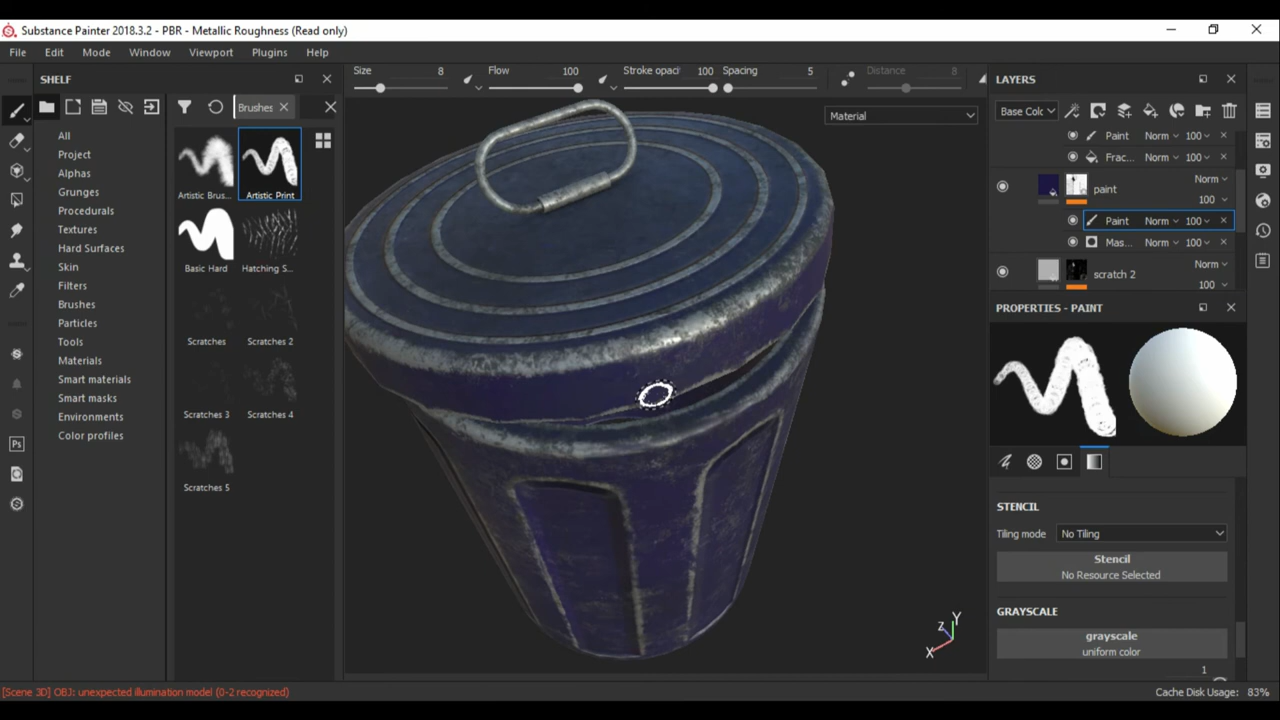 Substance Painter 2018.3.2 - PBR - Metallic Roughness (Read only)
File Edit Mode Window Viewport Plugins Help
SHELF
Size 8 Flow 100 Stroke opaci 100 Spacing 5 Distance 8
LAYERS
Brushes
Material
Base Colo
All
Project
Alphas
Grunges
Procedurals
Textures
Hard Surfaces
Skin
Filters
Brushes
Particles
Tools
Materials
Smart materials
Smart masks
Environments
Color profiles
Artistic Brus... Artistic Print
Basic Hard Hatching S...
Scratches Scratches 2
Scratches 3 Scratches 4
Scratches 5
Paint Norm 100
Frac... Norm 100
paint Norm
100
Paint Norm 100
Mas... Norm 100
scratch 2 Norm
100
PROPERTIES - PAINT
STENCIL
Tiling mode No Tiling
Stencil
No Resource Selected
GRAYSCALE
grayscale
uniform color
1
Y
Z
X
Ps
[Scene 3D] OBJ: unexpected illumination model (0-2 recognized)
Cache Disk Usage: 83%